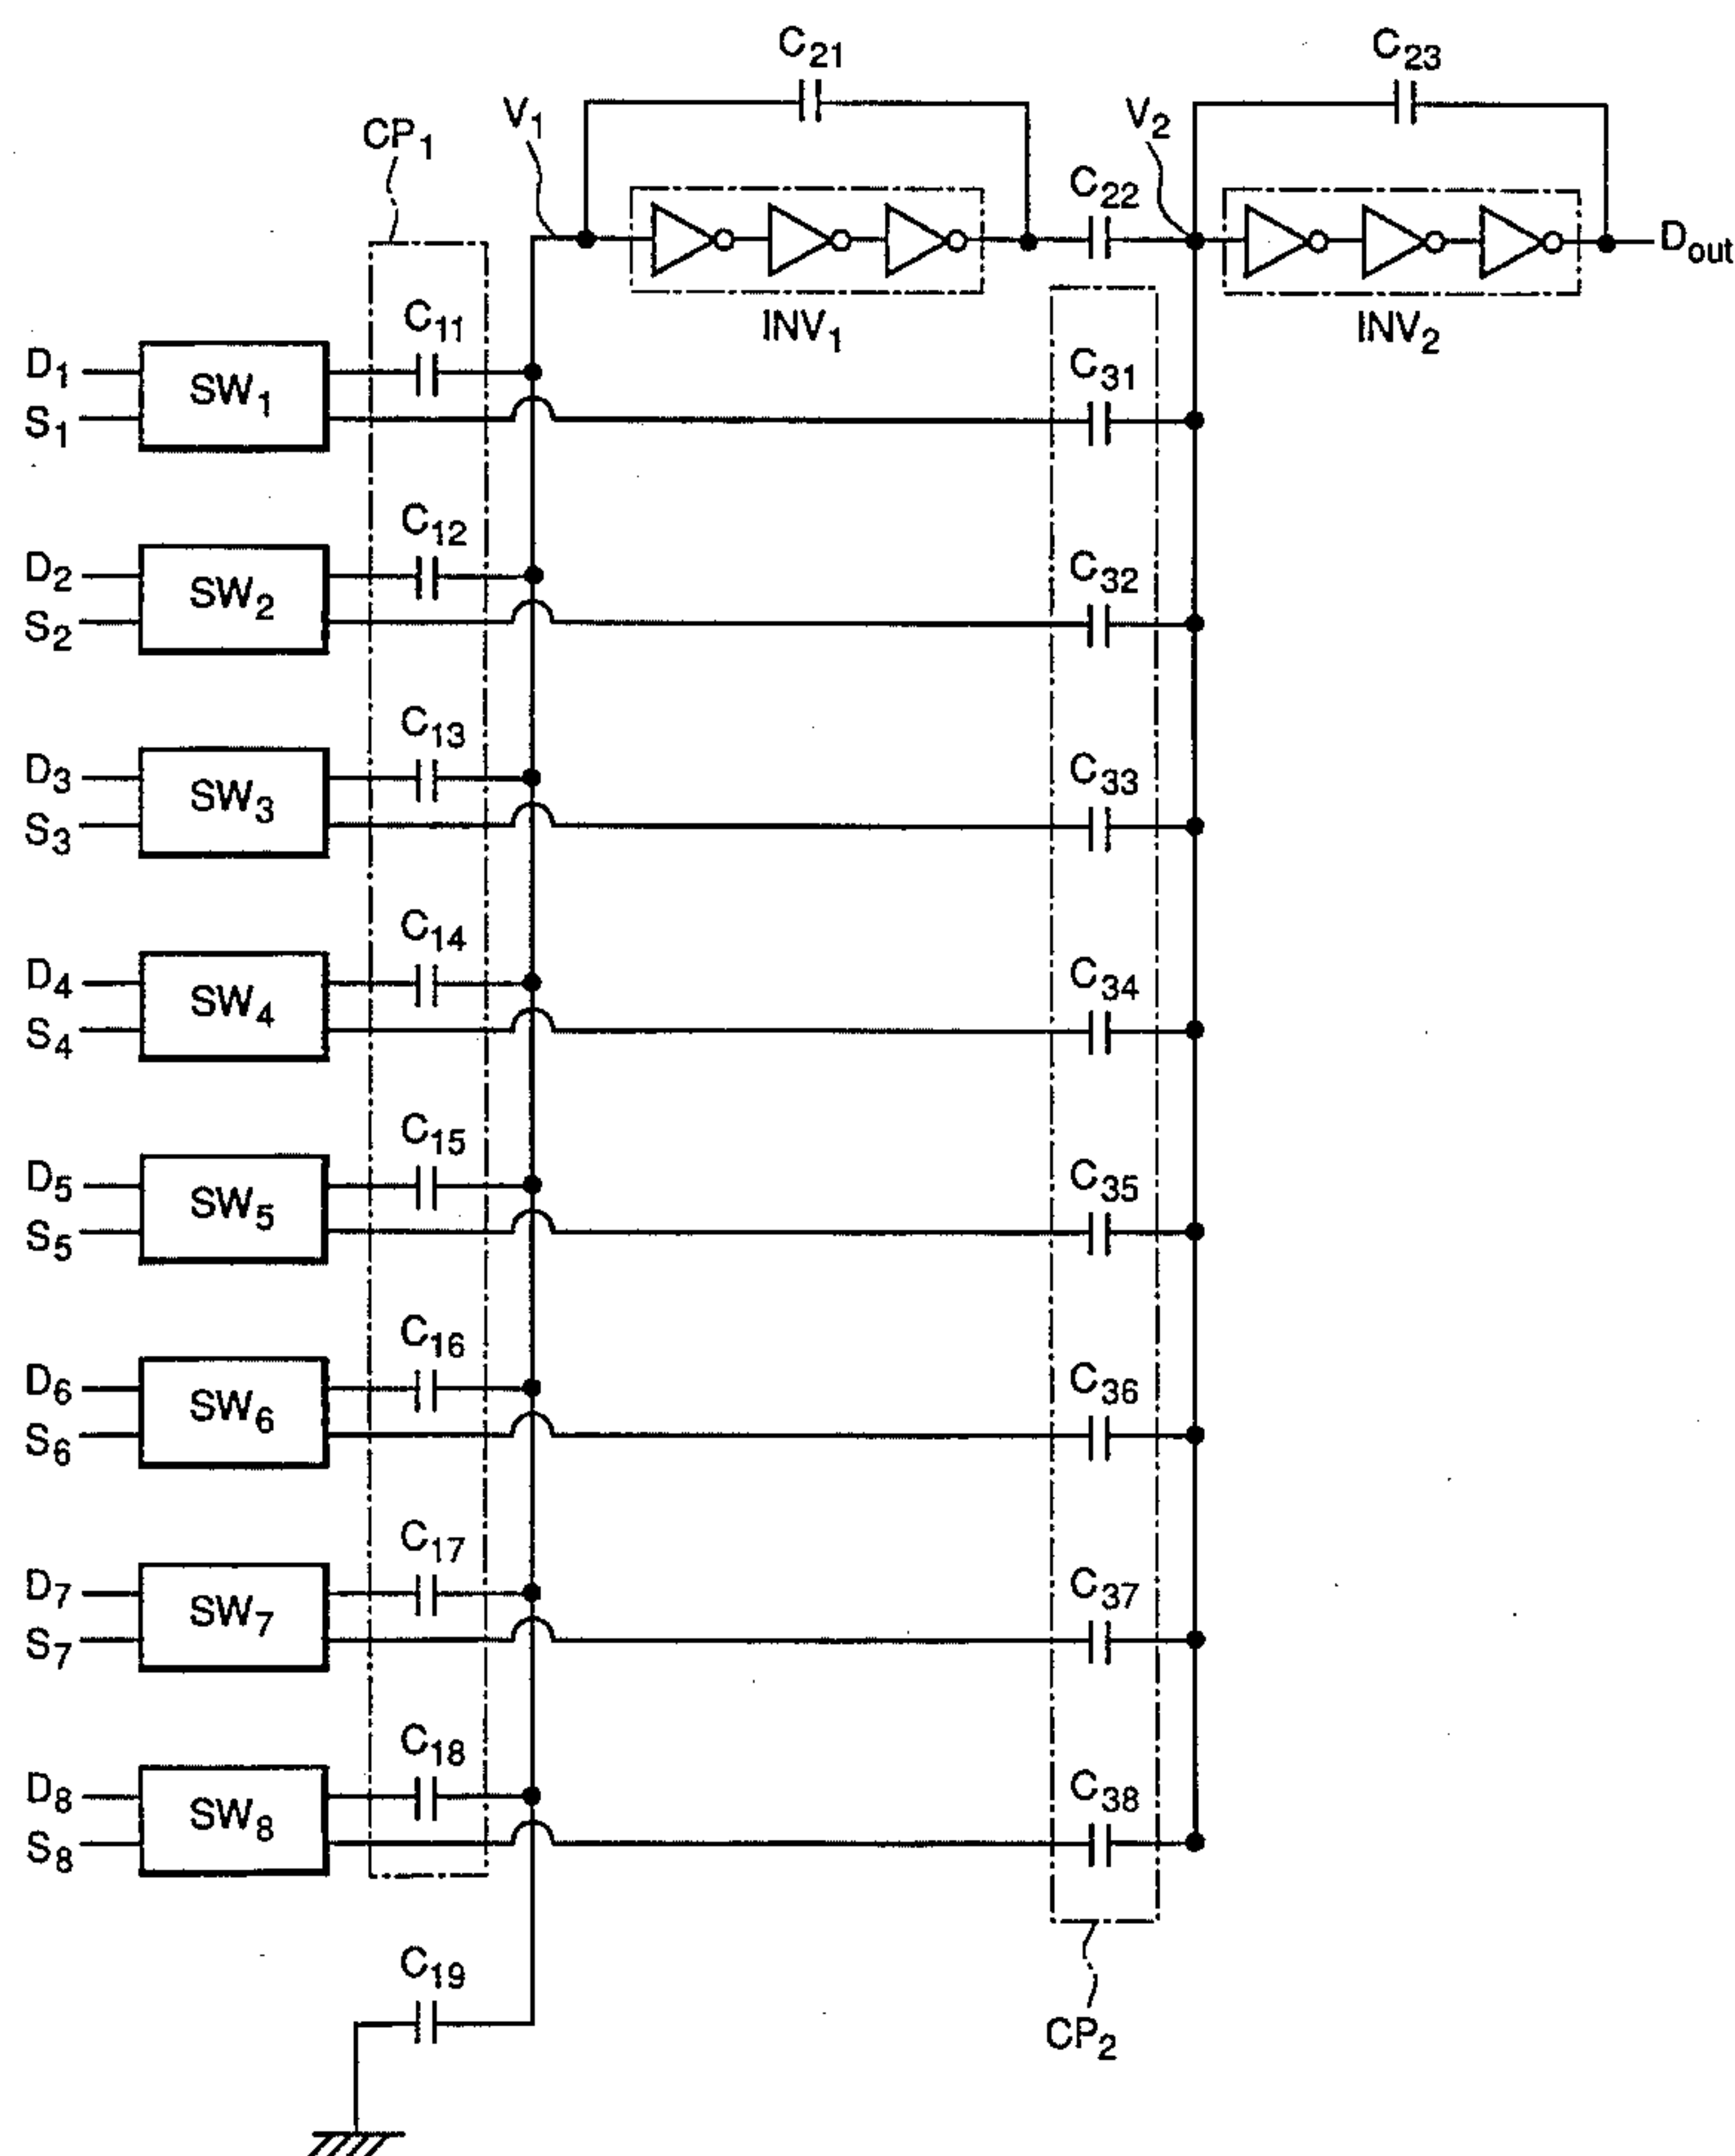 C21
C23
V1
V2
CP1
C22
Dout
INV1
INV2
C11
C31
D1
SW1
S1
C12
C32
D2
SW2
S2
C13
C33
D3
SW3
S3
C14
C34
D4
SW4
S4
C15
C35
D5
SW5
S5
C16
C36
D6
SW6
S6
C17
C37
D7
SW7
S7
C18
C38
D8
SW8
S8
C19
CP2